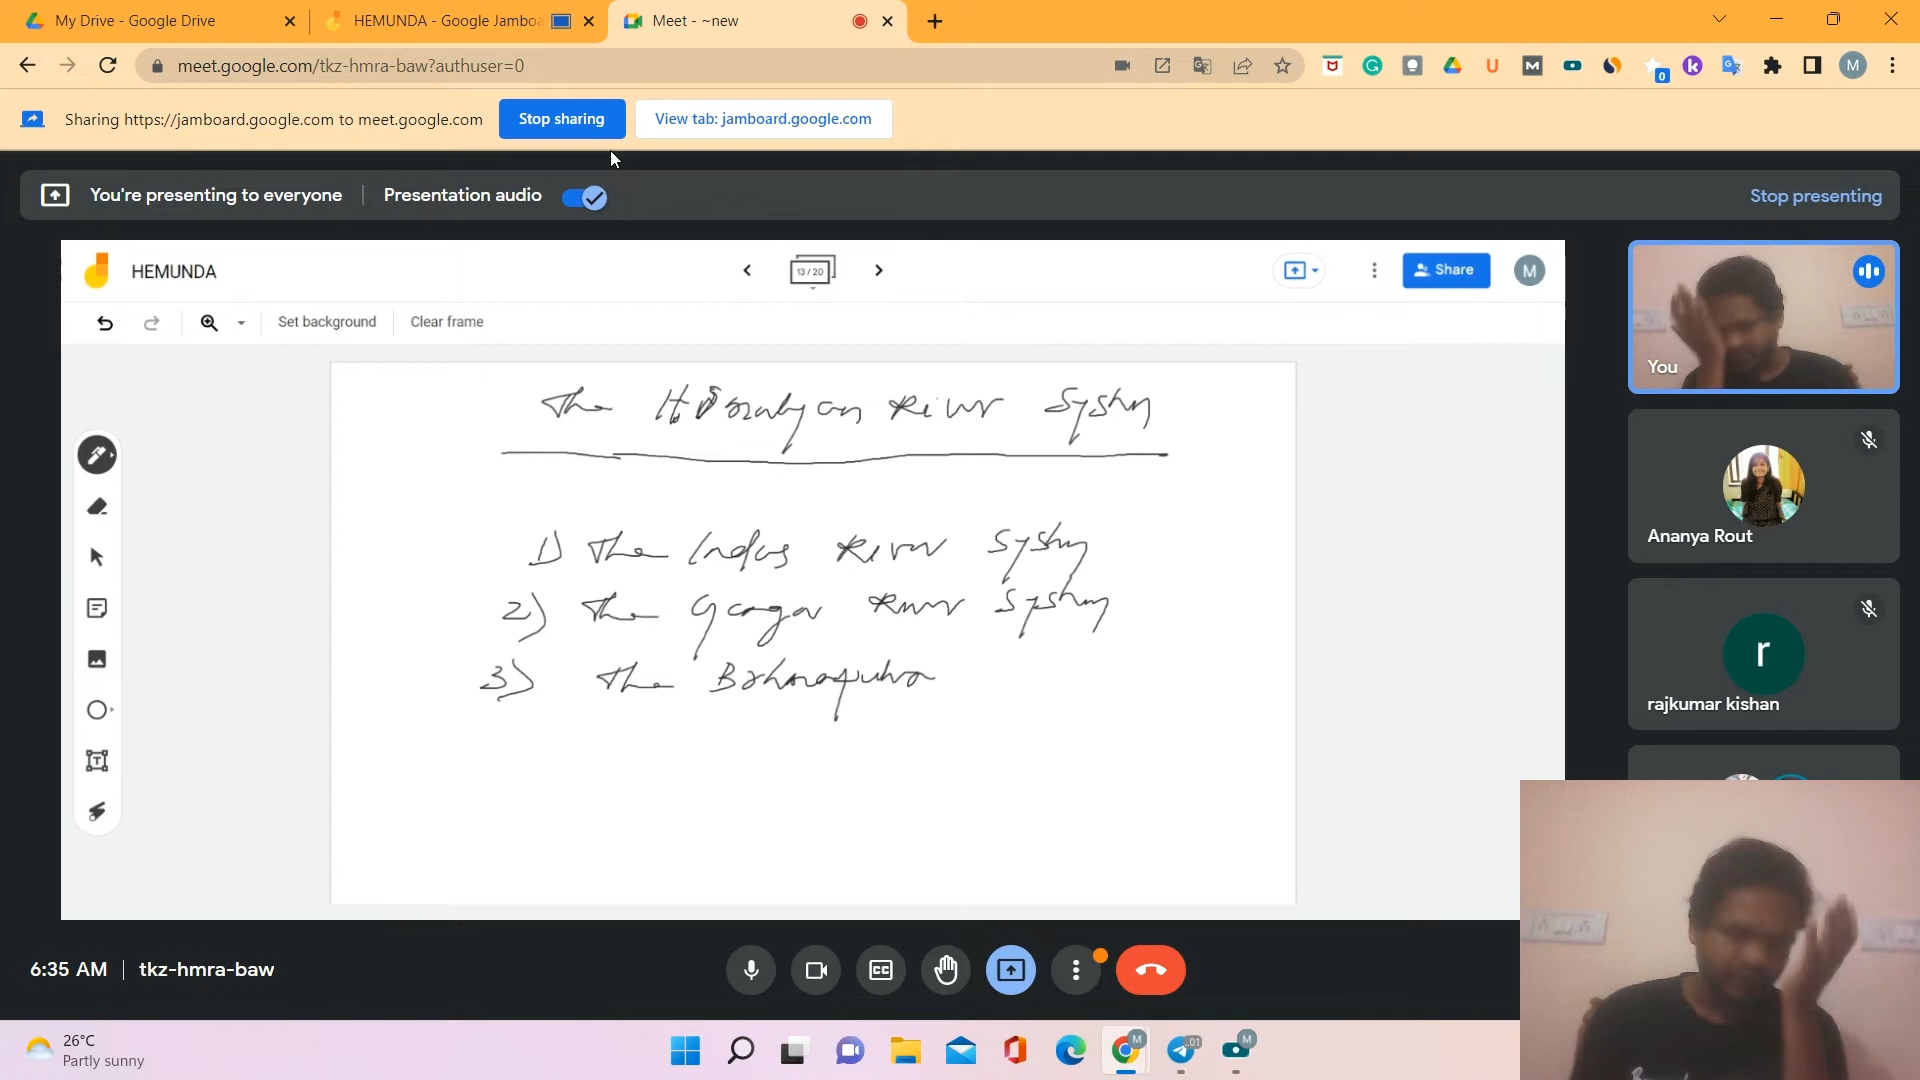 My Drive - Google Drive
HEMUNDA - Google Jambo
Meet - ~new
meet.google.com/tkz-hmra-baw?authuser=0
M
0
k
M
Sharing https://jamboard.google.com to meet.google.com
Stop sharing
View tab: jamboard.google.com
You're presenting to everyone
Presentation audio
Stop presenting
HEMUNDA
13 / 20
Share
M
Set background
Clear frame
The River System
1) The Indus River System
2) The Ganga River System
3) The
You
Ananya Rout
r
rajkumar kishan
6:35 AM
tkz-hmra-baw
26°C
Partly sunny